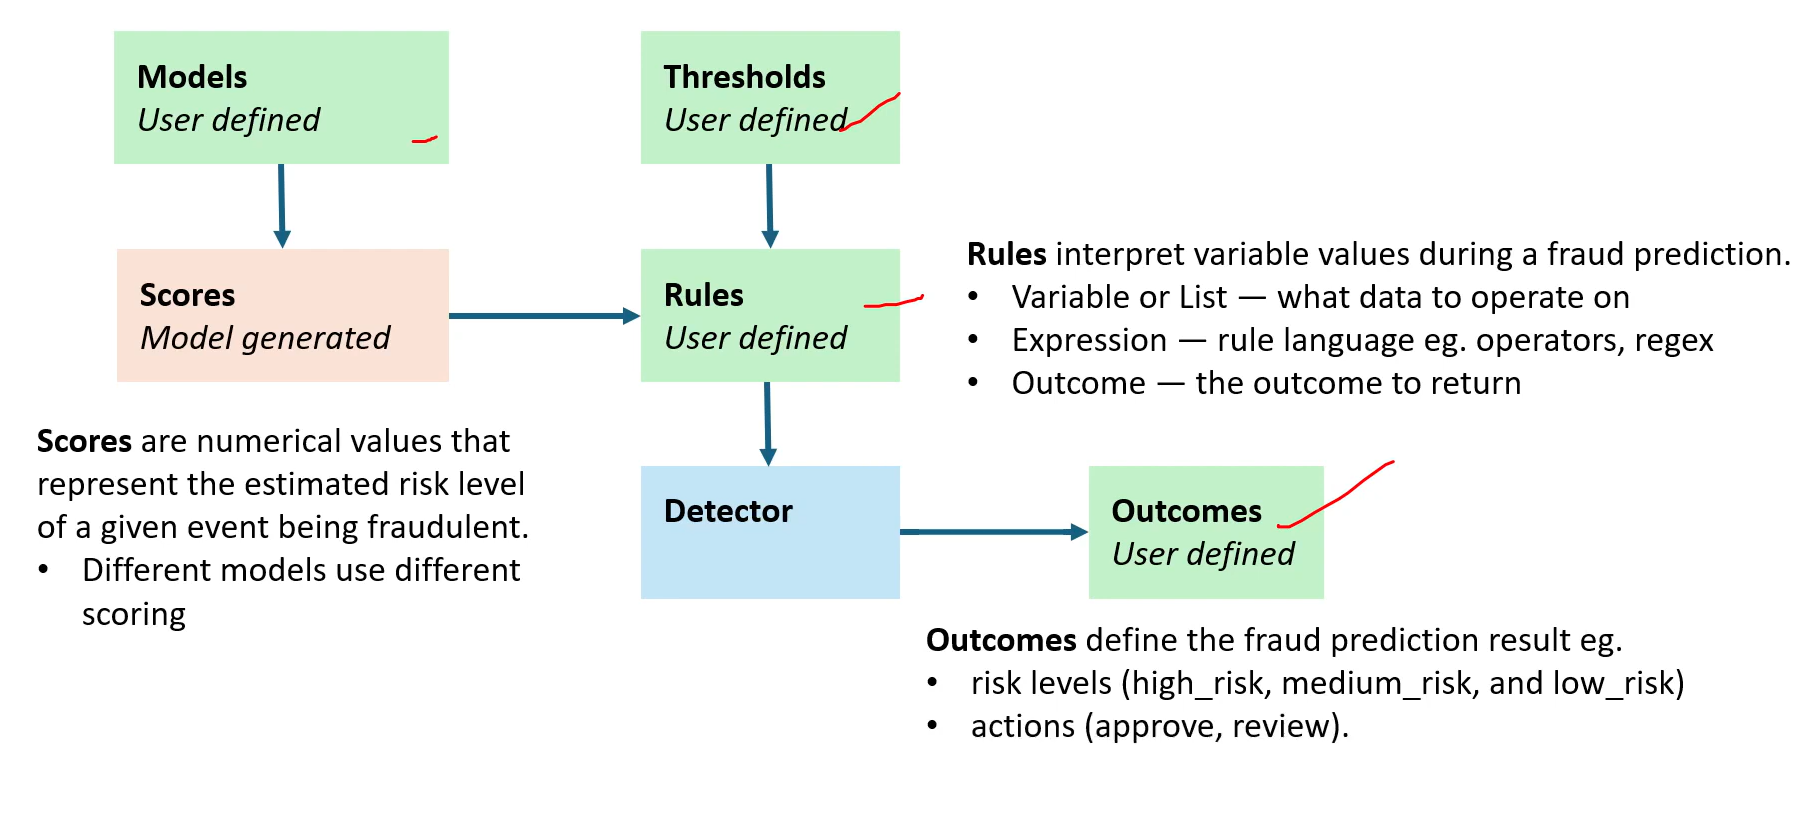 Models
User defined
Thresholds
User defined
Scores
Model generated
Rules
User defined
Rules interpret variable values during a fraud prediction.
• Variable or List — what data to operate on
• Expression — rule language eg. operators, regex
• Outcome — the outcome to return
Scores are numerical values that
represent the estimated risk level
of a given event being fraudulent.
• Different models use different
scoring
Detector
Outcomes
User defined
Outcomes define the fraud prediction result eg.
• risk levels (high_risk, medium_risk, and low_risk)
• actions (approve, review).